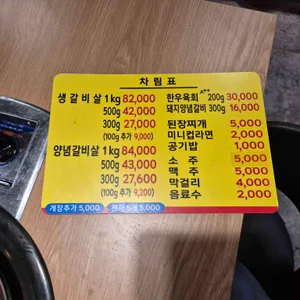 차림표
생갈비살 1kg 82,000
500g 42,000
300g 27,000
(100g 추가 9,000)
양념갈비살 1kg 84,000
500g 43,000
300g 27,600
(100g 추가 9,200)
한우육회 A++ 200g 30,000
돼지양념갈비 300g 16,000
된장찌개 5,000
미니컵라면 2,000
공기밥 1,000
소주 5,000
맥주 5,000
막걸리 4,000
음료수 2,000
게장추가 5,000
5,000